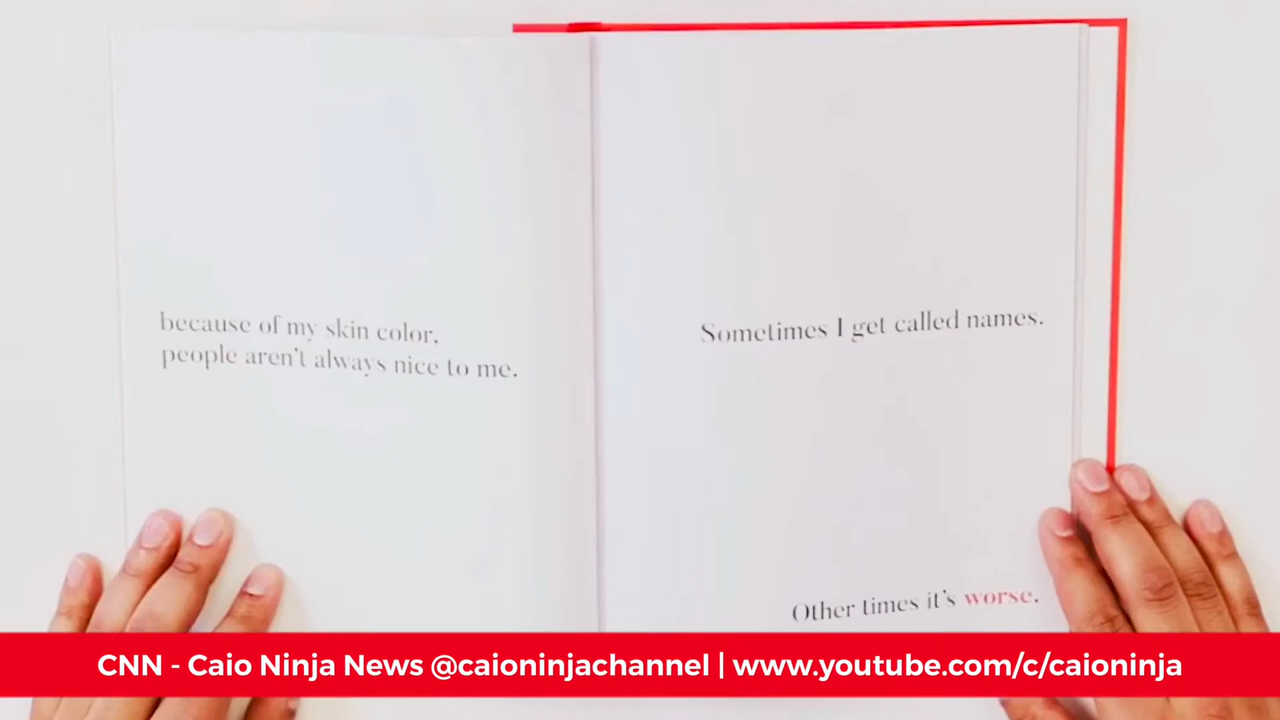 because of my skin color,
people aren't always nice to me.
Sometimes I get called names.
Other times it's worse.
CNN - Caio Ninja News @caioninjachannel | www.youtube.com/c/caioninja